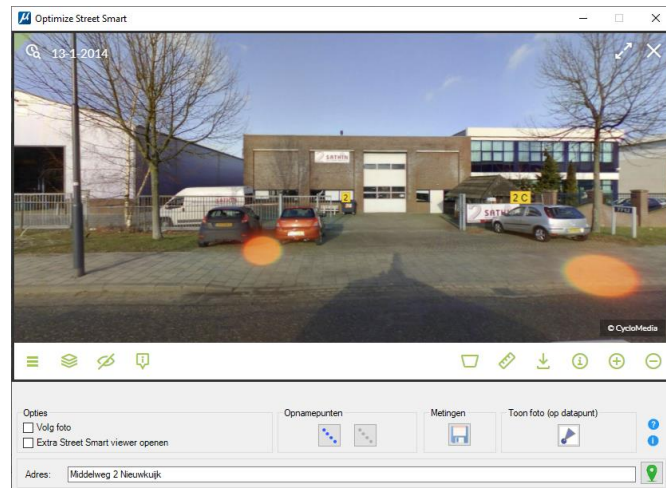 Optimize Street Smart
13-1-2014
SATHIN
2
2 C
SATHIN
© CycloMedia
Opties
Volg foto
Extra Street Smart viewer openen
Opnamepunten
Metingen
Toon foto (op datapunt)
Adres:
Middelweg 2 Nieuwkuijk